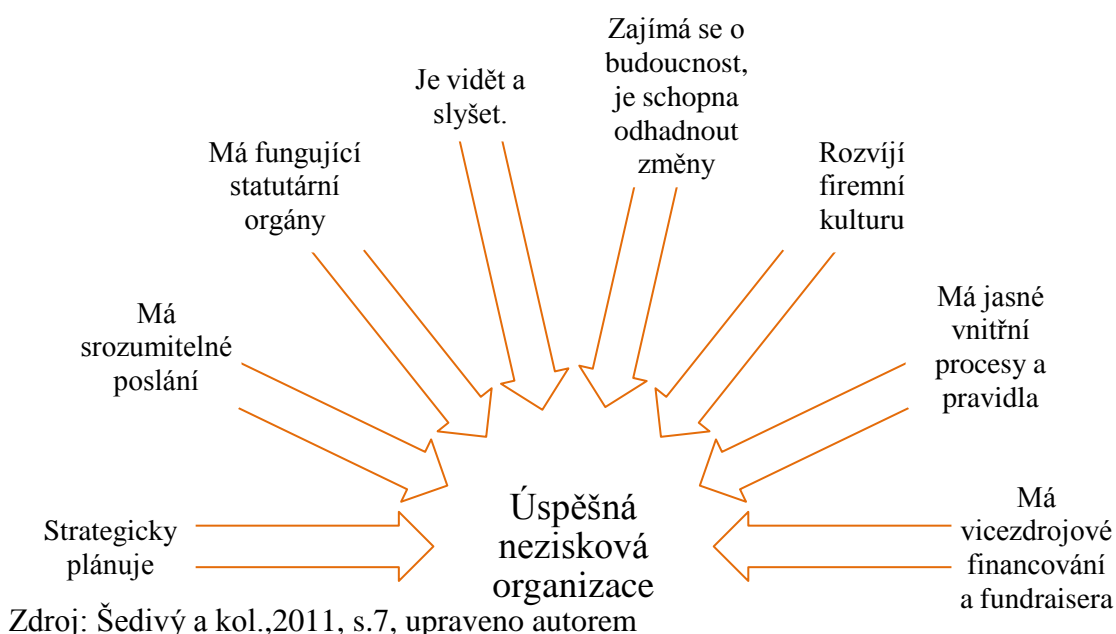 Zajímá se o
budoucnost,
je schopna
odhadnout
změny
Je vidět a
slyšet.
Má fungující
statutární
orgány
Rozvíjí
firemní
kulturu
Má
srozumitelné
poslání
Má jasné
vnitřní
procesy a
pravidla
Strategicky
plánuje
Úspěšná
nezisková
organizace
Má
vicezdrojové
financování
a fundraisera
Zdroj: Šedivý a kol.,2011, s.7, upraveno autorem